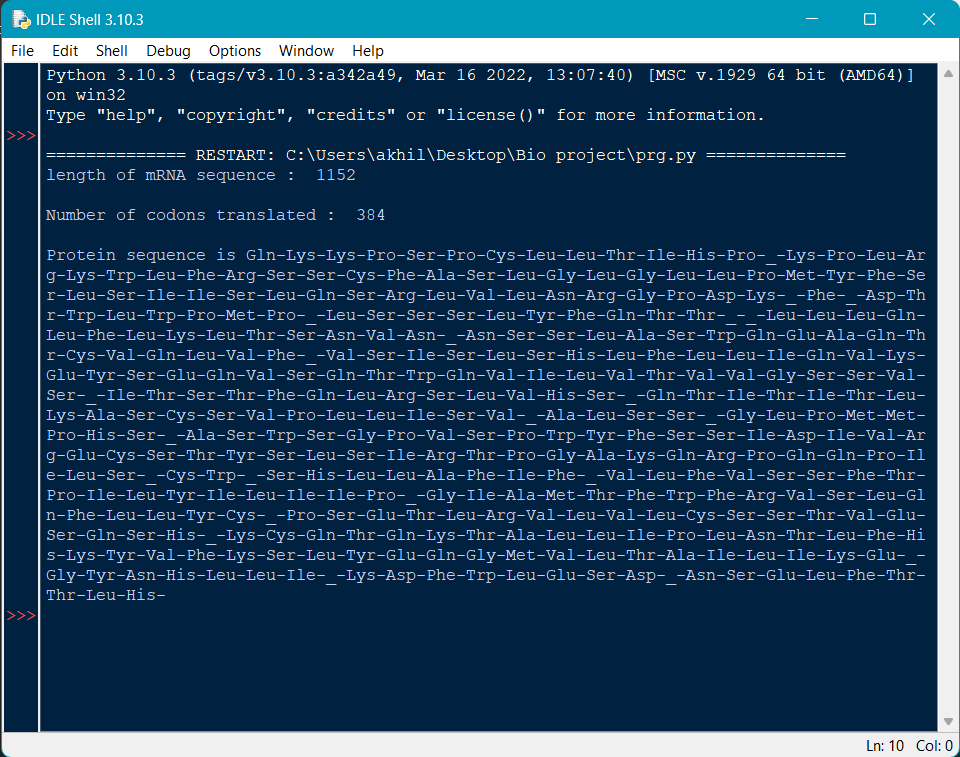 IDLE Shell 3.10.3
File Edit Shell Debug Options Window Help
Python 3.10.3 (tags/v3.10.3:a342a49, Mar 16 2022, 13:07:40) [MSC v.1929 64 bit (AMD64)]
on win32
Type "help", "copyright", "credits" or "license()" for more information.
>>>
============== RESTART: C:\Users\akhil\Desktop\Bio project\prg.py ==============
length of mRNA sequence :  1152
Number of codons translated :  384
Protein sequence is Gln-Lys-Lys-Pro-Ser-Pro-Cys-Leu-Leu-Thr-Ile-His-Pro-_-Lys-Pro-Leu-Ar
g-Lys-Trp-Leu-Phe-Arg-Ser-Ser-Cys-Phe-Ala-Ser-Leu-Gly-Leu-Gly-Leu-Leu-Pro-Met-Tyr-Phe-Se
r-Leu-Ser-Ile-Ile-Ser-Leu-Gln-Ser-Arg-Leu-Val-Leu-Asn-Arg-Gly-Pro-Asp-Lys-_-Phe-_-Asp-Th
r-Trp-Leu-Trp-Pro-Met-Pro-_-Leu-Ser-Ser-Ser-Leu-Tyr-Phe-Gln-Thr-Thr-_-_-Leu-Leu-Leu-Gln-
Leu-Phe-Leu-Lys-Leu-Thr-Ser-Asn-Val-Asn-_-Asn-Ser-Ser-Leu-Ala-Ser-Trp-Gln-Glu-Ala-Gln-Th
r-Cys-Val-Gln-Leu-Val-Phe-_-Val-Ser-Ile-Ser-Leu-Ser-His-Leu-Phe-Leu-Leu-Ile-Gln-Val-Lys-
Glu-Tyr-Ser-Glu-Gln-Val-Ser-Gln-Thr-Trp-Gln-Val-Ile-Leu-Val-Thr-Val-Val-Gly-Ser-Ser-Val-
Ser-_-Ile-Thr-Ser-Thr-Phe-Gln-Leu-Arg-Ser-Leu-Val-His-Ser-_-Gln-Thr-Ile-Thr-Ile-Thr-Leu-
Lys-Ala-Ser-Cys-Ser-Val-Pro-Leu-Leu-Ile-Ser-Val-_-Ala-Leu-Ser-Ser-_-Gly-Leu-Pro-Met-Met-
Pro-His-Ser-_-Ala-Ser-Trp-Ser-Gly-Pro-Val-Ser-Pro-Trp-Tyr-Phe-Ser-Ser-Ile-Asp-Ile-Val-Ar
g-Glu-Cys-Ser-Thr-Tyr-Ser-Leu-Ser-Ile-Arg-Thr-Pro-Gly-Ala-Lys-Gln-Arg-Pro-Gln-Gln-Pro-Il
e-Leu-Ser-_-Cys-Trp-_-Ser-His-Leu-Leu-Ala-Phe-Ile-Phe-_-Val-Leu-Phe-Val-Ser-Ser-Phe-Thr-
Pro-Ile-Leu-Tyr-Ile-Leu-Ile-Ile-Pro-_-Gly-Ile-Ala-Met-Thr-Phe-Trp-Phe-Arg-Val-Ser-Leu-Gl
n-Phe-Leu-Leu-Tyr-Cys-_-Pro-Ser-Glu-Thr-Leu-Arg-Val-Leu-Val-Leu-Cys-Ser-Ser-Thr-Val-Glu-
Ser-Gln-Ser-His-_-Lys-Cys-Gln-Thr-Gln-Lys-Thr-Ala-Leu-Leu-Ile-Pro-Leu-Asn-Thr-Leu-Phe-Hi
s-Lys-Tyr-Val-Phe-Lys-Ser-Leu-Tyr-Glu-Gln-Gly-Met-Val-Leu-Thr-Ala-Ile-Leu-Ile-Lys-Glu-_-
Gly-Tyr-Asn-His-Leu-Leu-Ile-_-Lys-Asp-Phe-Trp-Leu-Glu-Ser-Asp-_-Asn-Ser-Glu-Leu-Phe-Thr-
Thr-Leu-His-
>>>
Ln: 10 Col: 0